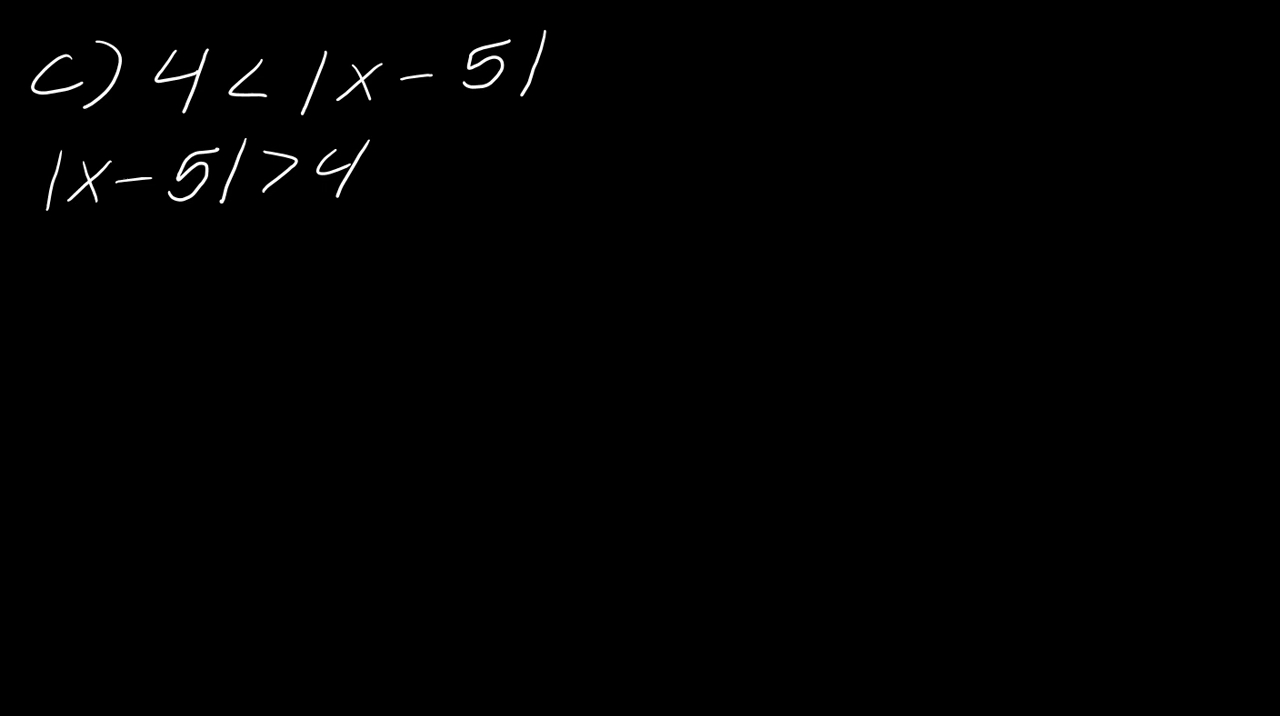 c) 4 < |x - 5|
|x - 5| > 4